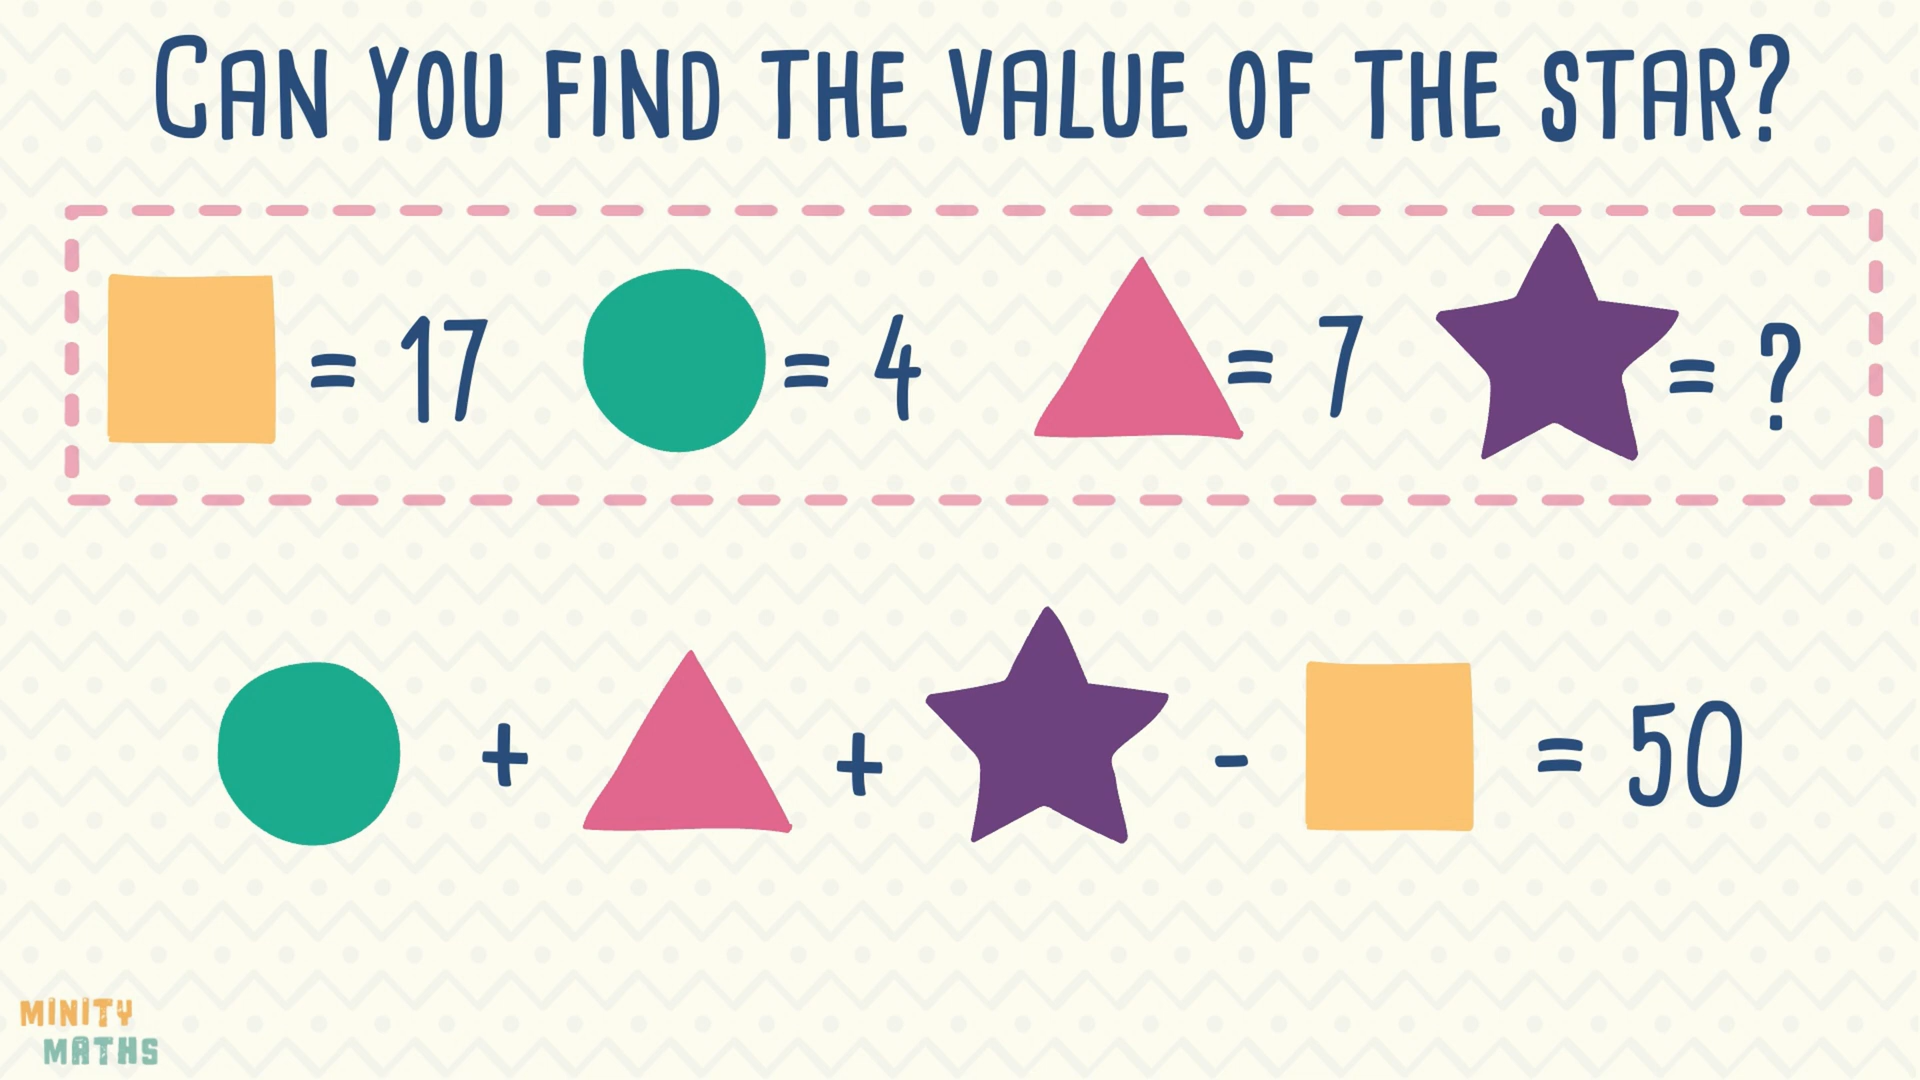 CAN YOU FIND THE VALUE OF THE STAR?
= 17 = 4 = 7 = ?
+ + - = 50
MINITY
MATHS